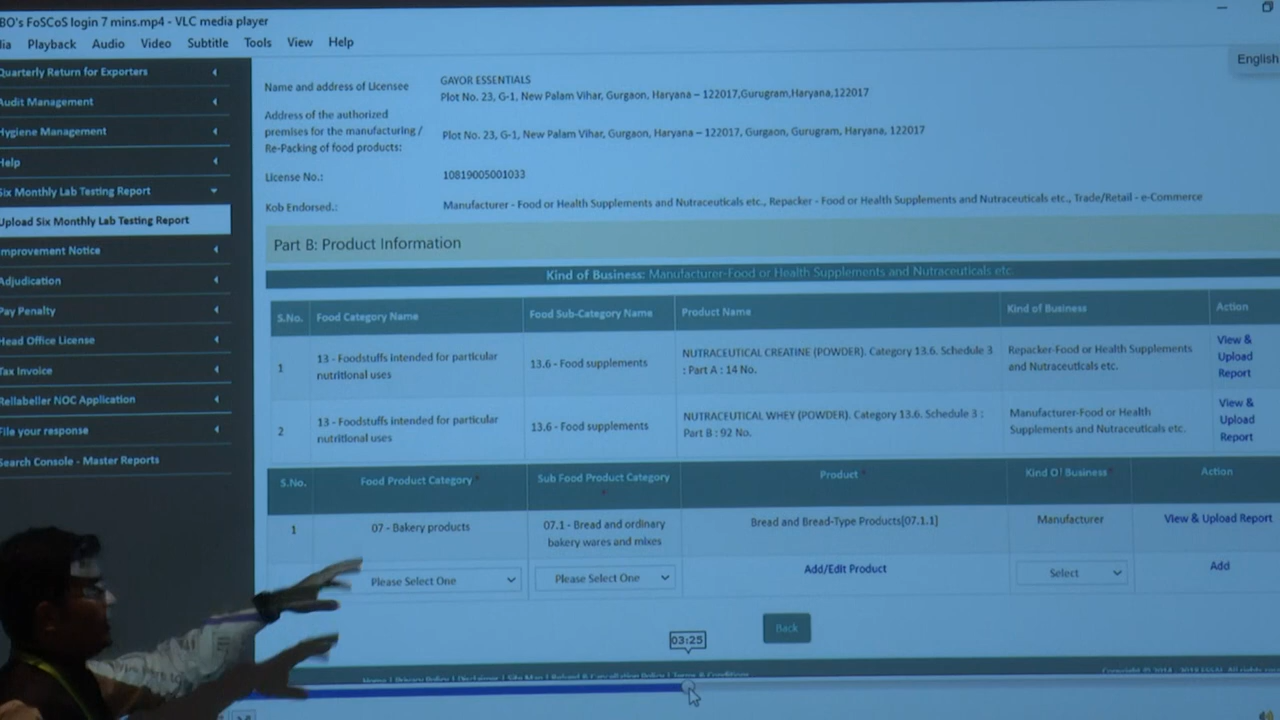 BO's FoSCoS login 7 mins.mp4 - VLC media player
ia Playback Audio Video Subtitle Tools View Help
English
Quarterly Return for Exporters
Audit Management
Hygiene Management
Help
Six Monthly Lab Testing Report
Upload Six Monthly Lab Testing Report
Improvement Notice
Adjudication
Pay Penalty
Head Office License
Tax Invoice
Rellabeller NOC Application
File your response
Search Console - Master Reports
Name and address of Licensee
GAYOR ESSENTIALS
Plot No. 23, G-1, New Palam Vihar, Gurgaon, Haryana – 122017,Gurugram,Haryana,122017
Address of the authorized
premises for the manufacturing /
Re-Packing of food products:
Plot No. 23, G-1, New Palam Vihar, Gurgaon, Haryana – 122017, Gurgaon, Gurugram, Haryana, 122017
License No.:
10819005001033
Kob Endorsed.:
Manufacturer - Food or Health Supplements and Nutraceuticals etc., Repacker - Food or Health Supplements and Nutraceuticals etc., Trade/Retail - e-Commerce
Part B: Product Information
Kind of Business: Manufacturer-Food or Health Supplements and Nutraceuticals etc.
S.No. Food Category Name Food Sub-Category Name Product Name Kind of Business Action
1
13 - Foodstuffs intended for particular
nutritional uses
13.6 - Food supplements
NUTRACEUTICAL CREATINE (POWDER). Category 13.6. Schedule 3
: Part A : 14 No.
Repacker-Food or Health Supplements
and Nutraceuticals etc.
View &
Upload
Report
2
13 - Foodstuffs intended for particular
nutritional uses
13.6 - Food supplements
NUTRACEUTICAL WHEY (POWDER). Category 13.6. Schedule 3 :
Part B : 92 No.
Manufacturer-Food or Health
Supplements and Nutraceuticals etc.
View &
Upload
Report
S.No. Food Product Category * Sub Food Product Category * Product * Kind Of Business * Action
1
07 - Bakery products
07.1 - Bread and ordinary
bakery wares and mixes
Bread and Bread-Type Products[07.1.1]
Manufacturer
View & Upload Report
Please Select One
Please Select One
Add/Edit Product
Select
Add
Back
03:25
Home | Privacy Policy | Disclaimer | Site Map | Refund & Cancellation Policy | Terms & Conditions